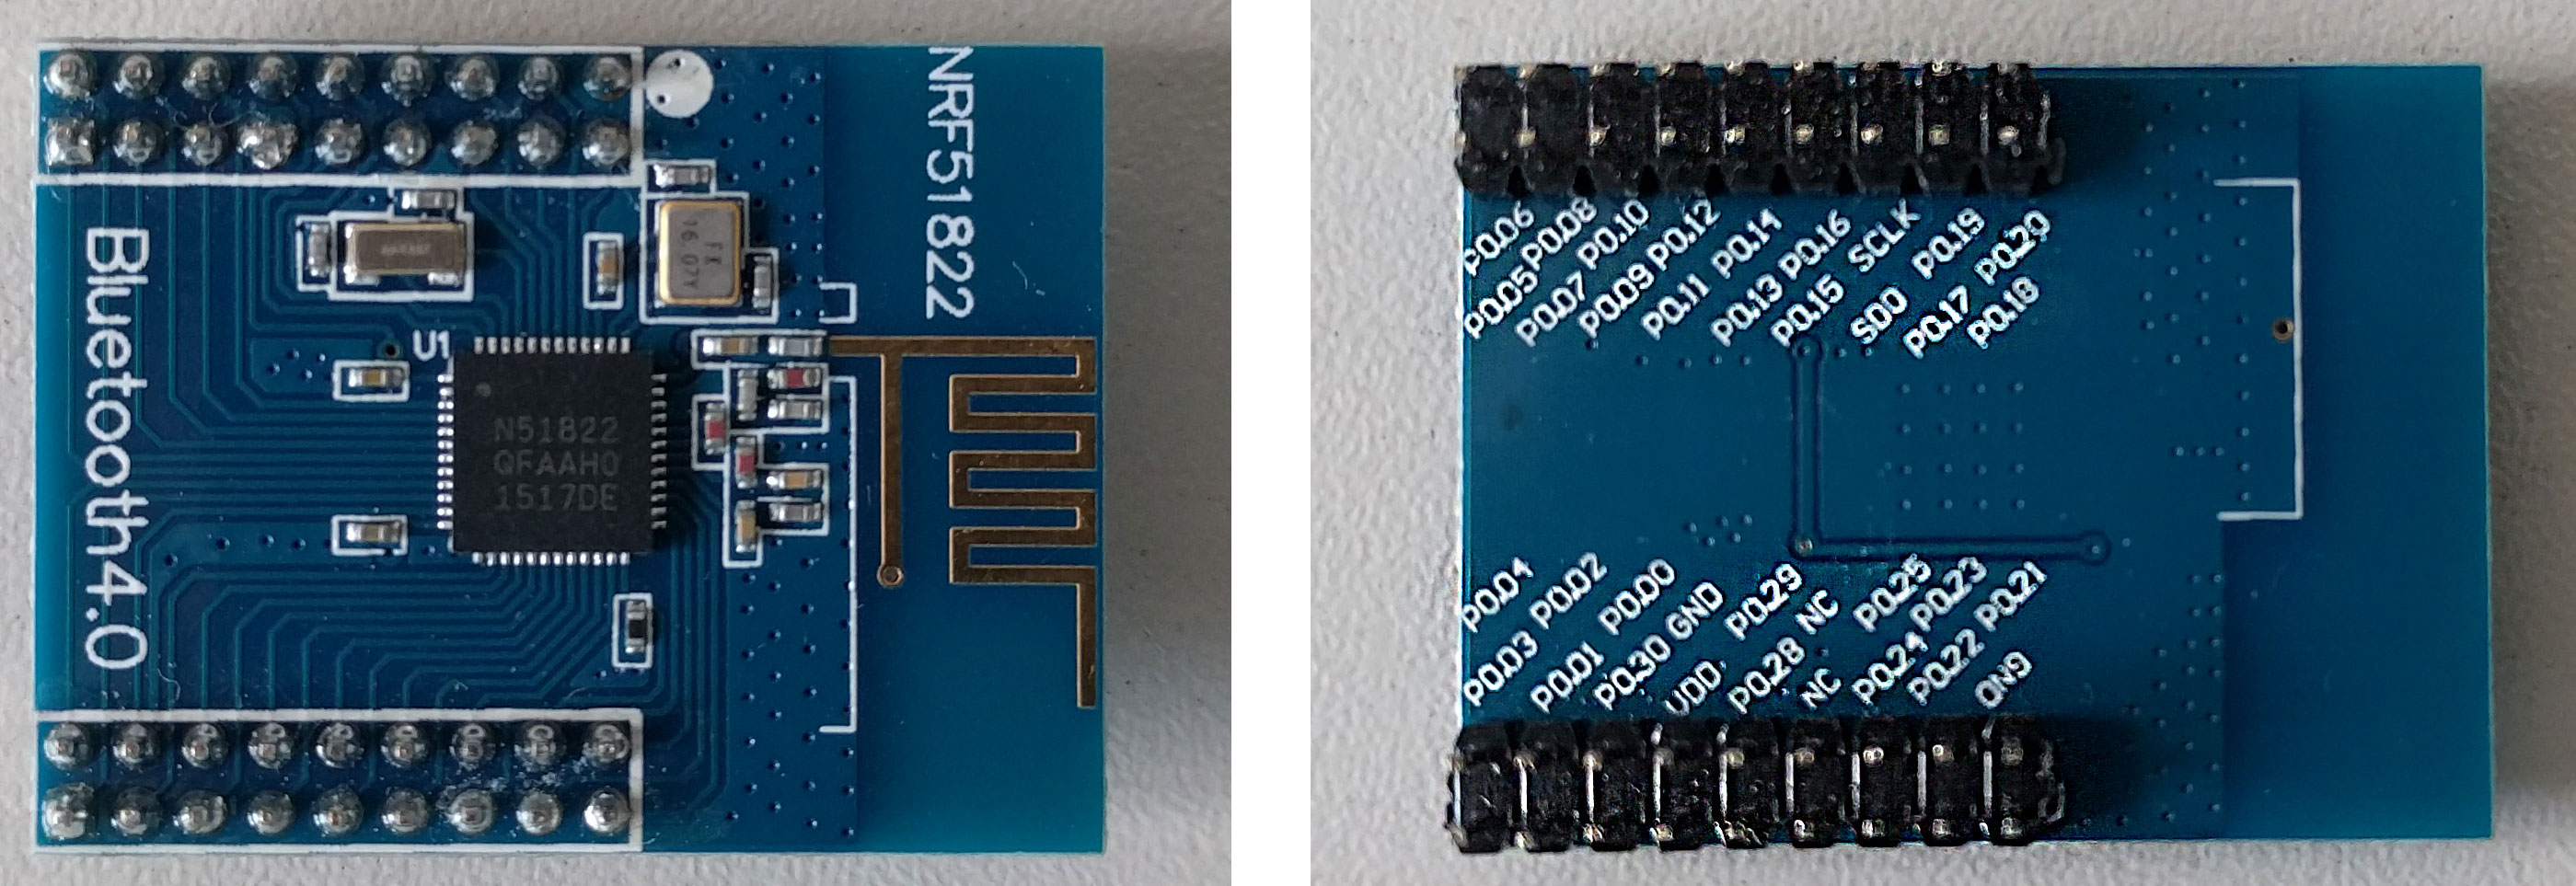 NRF51822
Bluetooth4.0
U1
FK
16.07Y
N51822
QFAAH0
1517DE
P0.06 P0.08 P0.10 P0.12 P0.14 P0.16 SCLK P0.19 P0.20
P0.05 P0.07 P0.09 P0.11 P0.13 P0.15 SDD P0.17 P0.18
P0.04 P0.02 P0.00 GND P0.29 NC P0.25 P0.23 P0.21
P0.03 P0.01 P0.30 VDD P0.28 NC P0.24 P0.22 GND